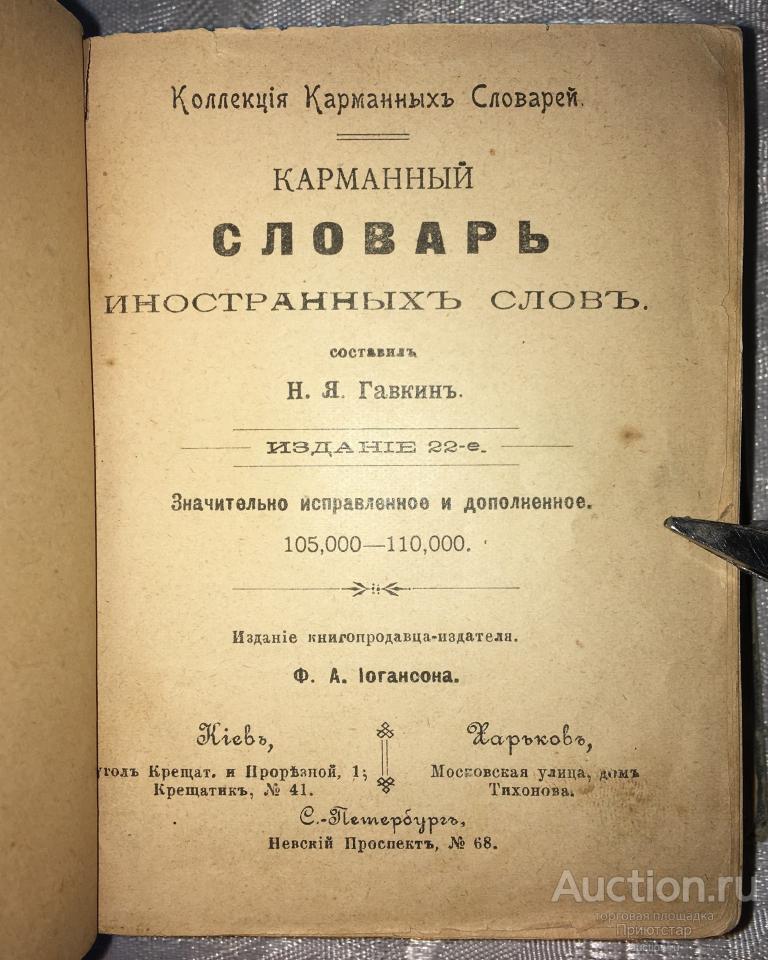 Коллекція Карманныхъ Словарей.
КАРМАННЫЙ
СЛОВАРЬ
ИНОСТРАННЫХЪ СЛОВЪ.
СОСТАВИЛЪ
Н. Я. Гавкинъ.
ИЗДАНІЕ 22-е.
Значительно исправленное и дополненное.
105,000—110,000.
Изданіе книгопродавца-издателя.
Ф. А. Іогансона.
Кіевъ,
уголъ Крещат. и Прорѣзной, 1;
Крещатикъ, № 41.
Харьковъ,
Московская улица, домъ
Тихонова.
С.-Петербургъ,
Невскій Проспектъ, № 68.
Auction.ru
торговая площадка
Приютстар